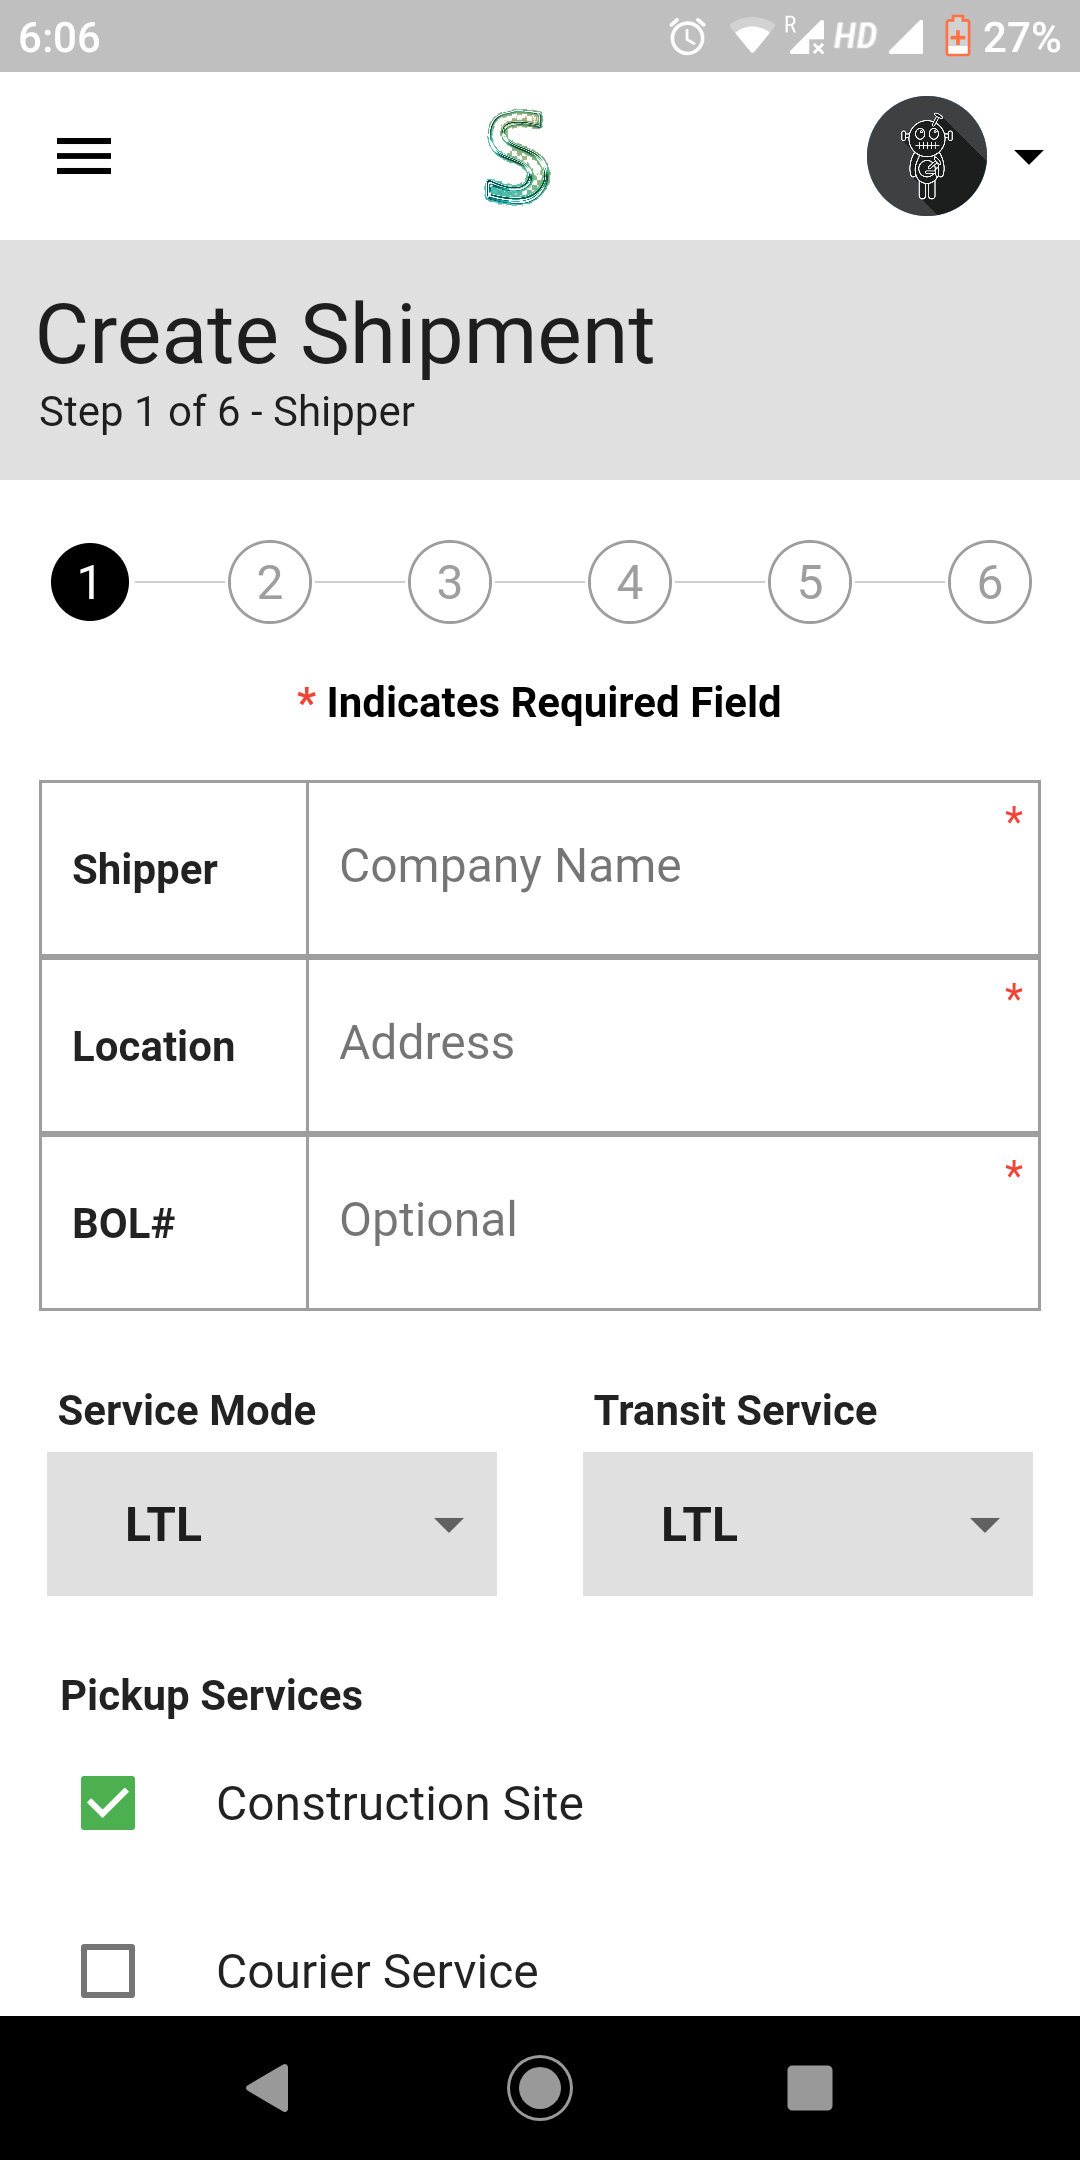 6:06 R HD 27%
S
Create Shipment
Step 1 of 6 - Shipper
1 2 3 4 5 6
* Indicates Required Field
Shipper Company Name *
Location Address *
BOL# Optional *
Service Mode Transit Service
LTL LTL
Pickup Services
Construction Site
Courier Service